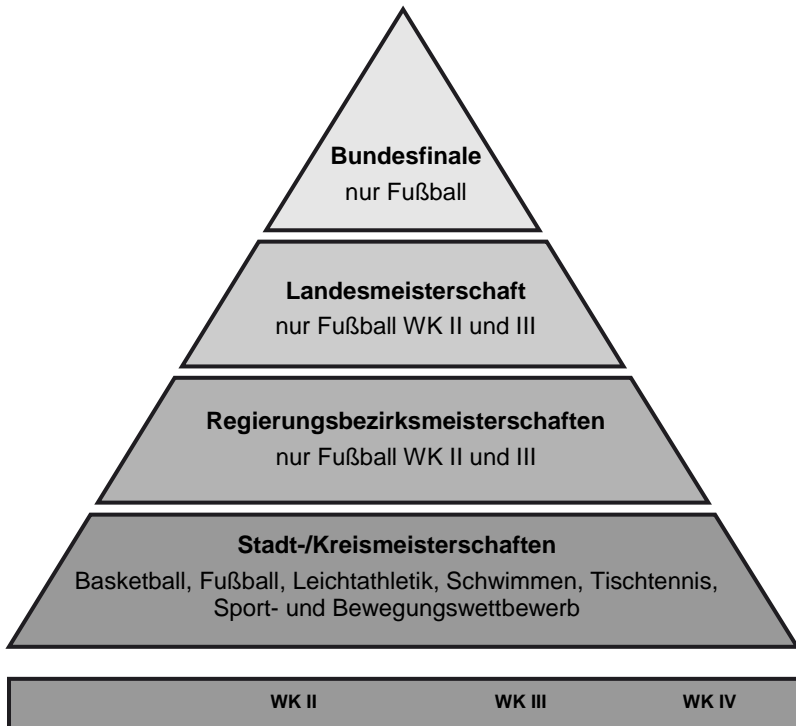 Bundesfinale
nur Fußball
Landesmeisterschaft
nur Fußball WK II und III
Regierungsbezirksmeisterschaften
nur Fußball WK II und III
Stadt-/Kreismeisterschaften
Basketball, Fußball, Leichtathletik, Schwimmen, Tischtennis,
Sport- und Bewegungswettbewerb
WK II WK III WK IV